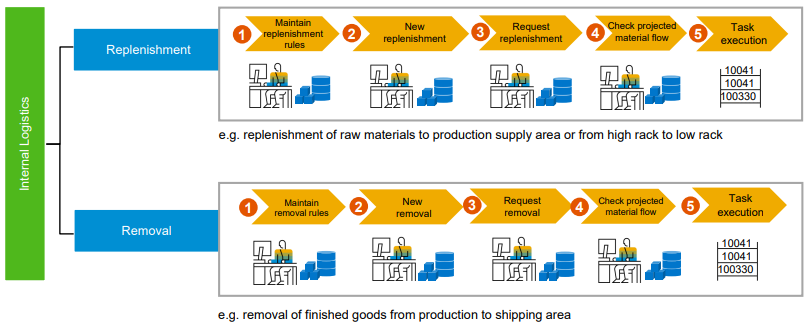 Internal Logistics
Replenishment
1
Maintain
replenishment
rules
2
New
replenishment
3
Request
replenishment
4
Check projected
material flow
5
Task
execution
10041
10041
100330
e.g. replenishment of raw materials to production supply area or from high rack to low rack
Removal
1
Maintain
removal rules
2
New
removal
3
Request
removal
4
Check projected
material flow
5
Task
execution
10041
10041
100330
e.g. removal of finished goods from production to shipping area